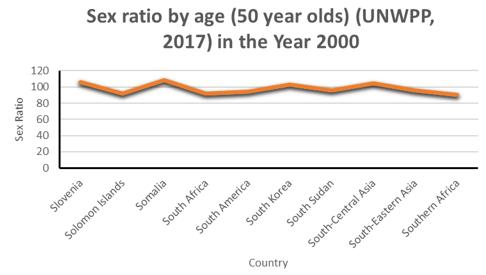 Sex ratio by age (50 year olds) (UNWPP,
2017) in the Year 2000
120
100
80
60
40
20
0
Sex Ratio
Slovenia
Solomon Islands
Somalia
South Africa
South America
South Korea
South Sudan
South-Central Asia
South-Eastern Asia
Southern Africa
Country